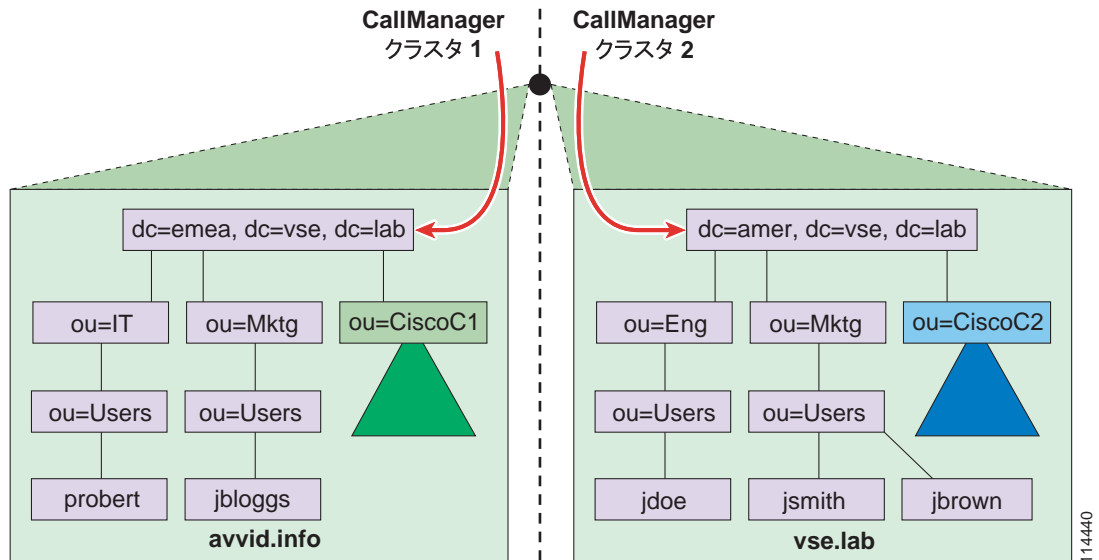 CallManager
クラスタ 1
CallManager
クラスタ 2
dc=emea, dc=vse, dc=lab
ou=IT
ou=Mktg
ou=CiscoC1
ou=Users
ou=Users
probert
jbloggs
avvid.info
dc=amer, dc=vse, dc=lab
ou=Eng
ou=Mktg
ou=CiscoC2
ou=Users
ou=Users
jdoe
jsmith
jbrown
vse.lab
114440